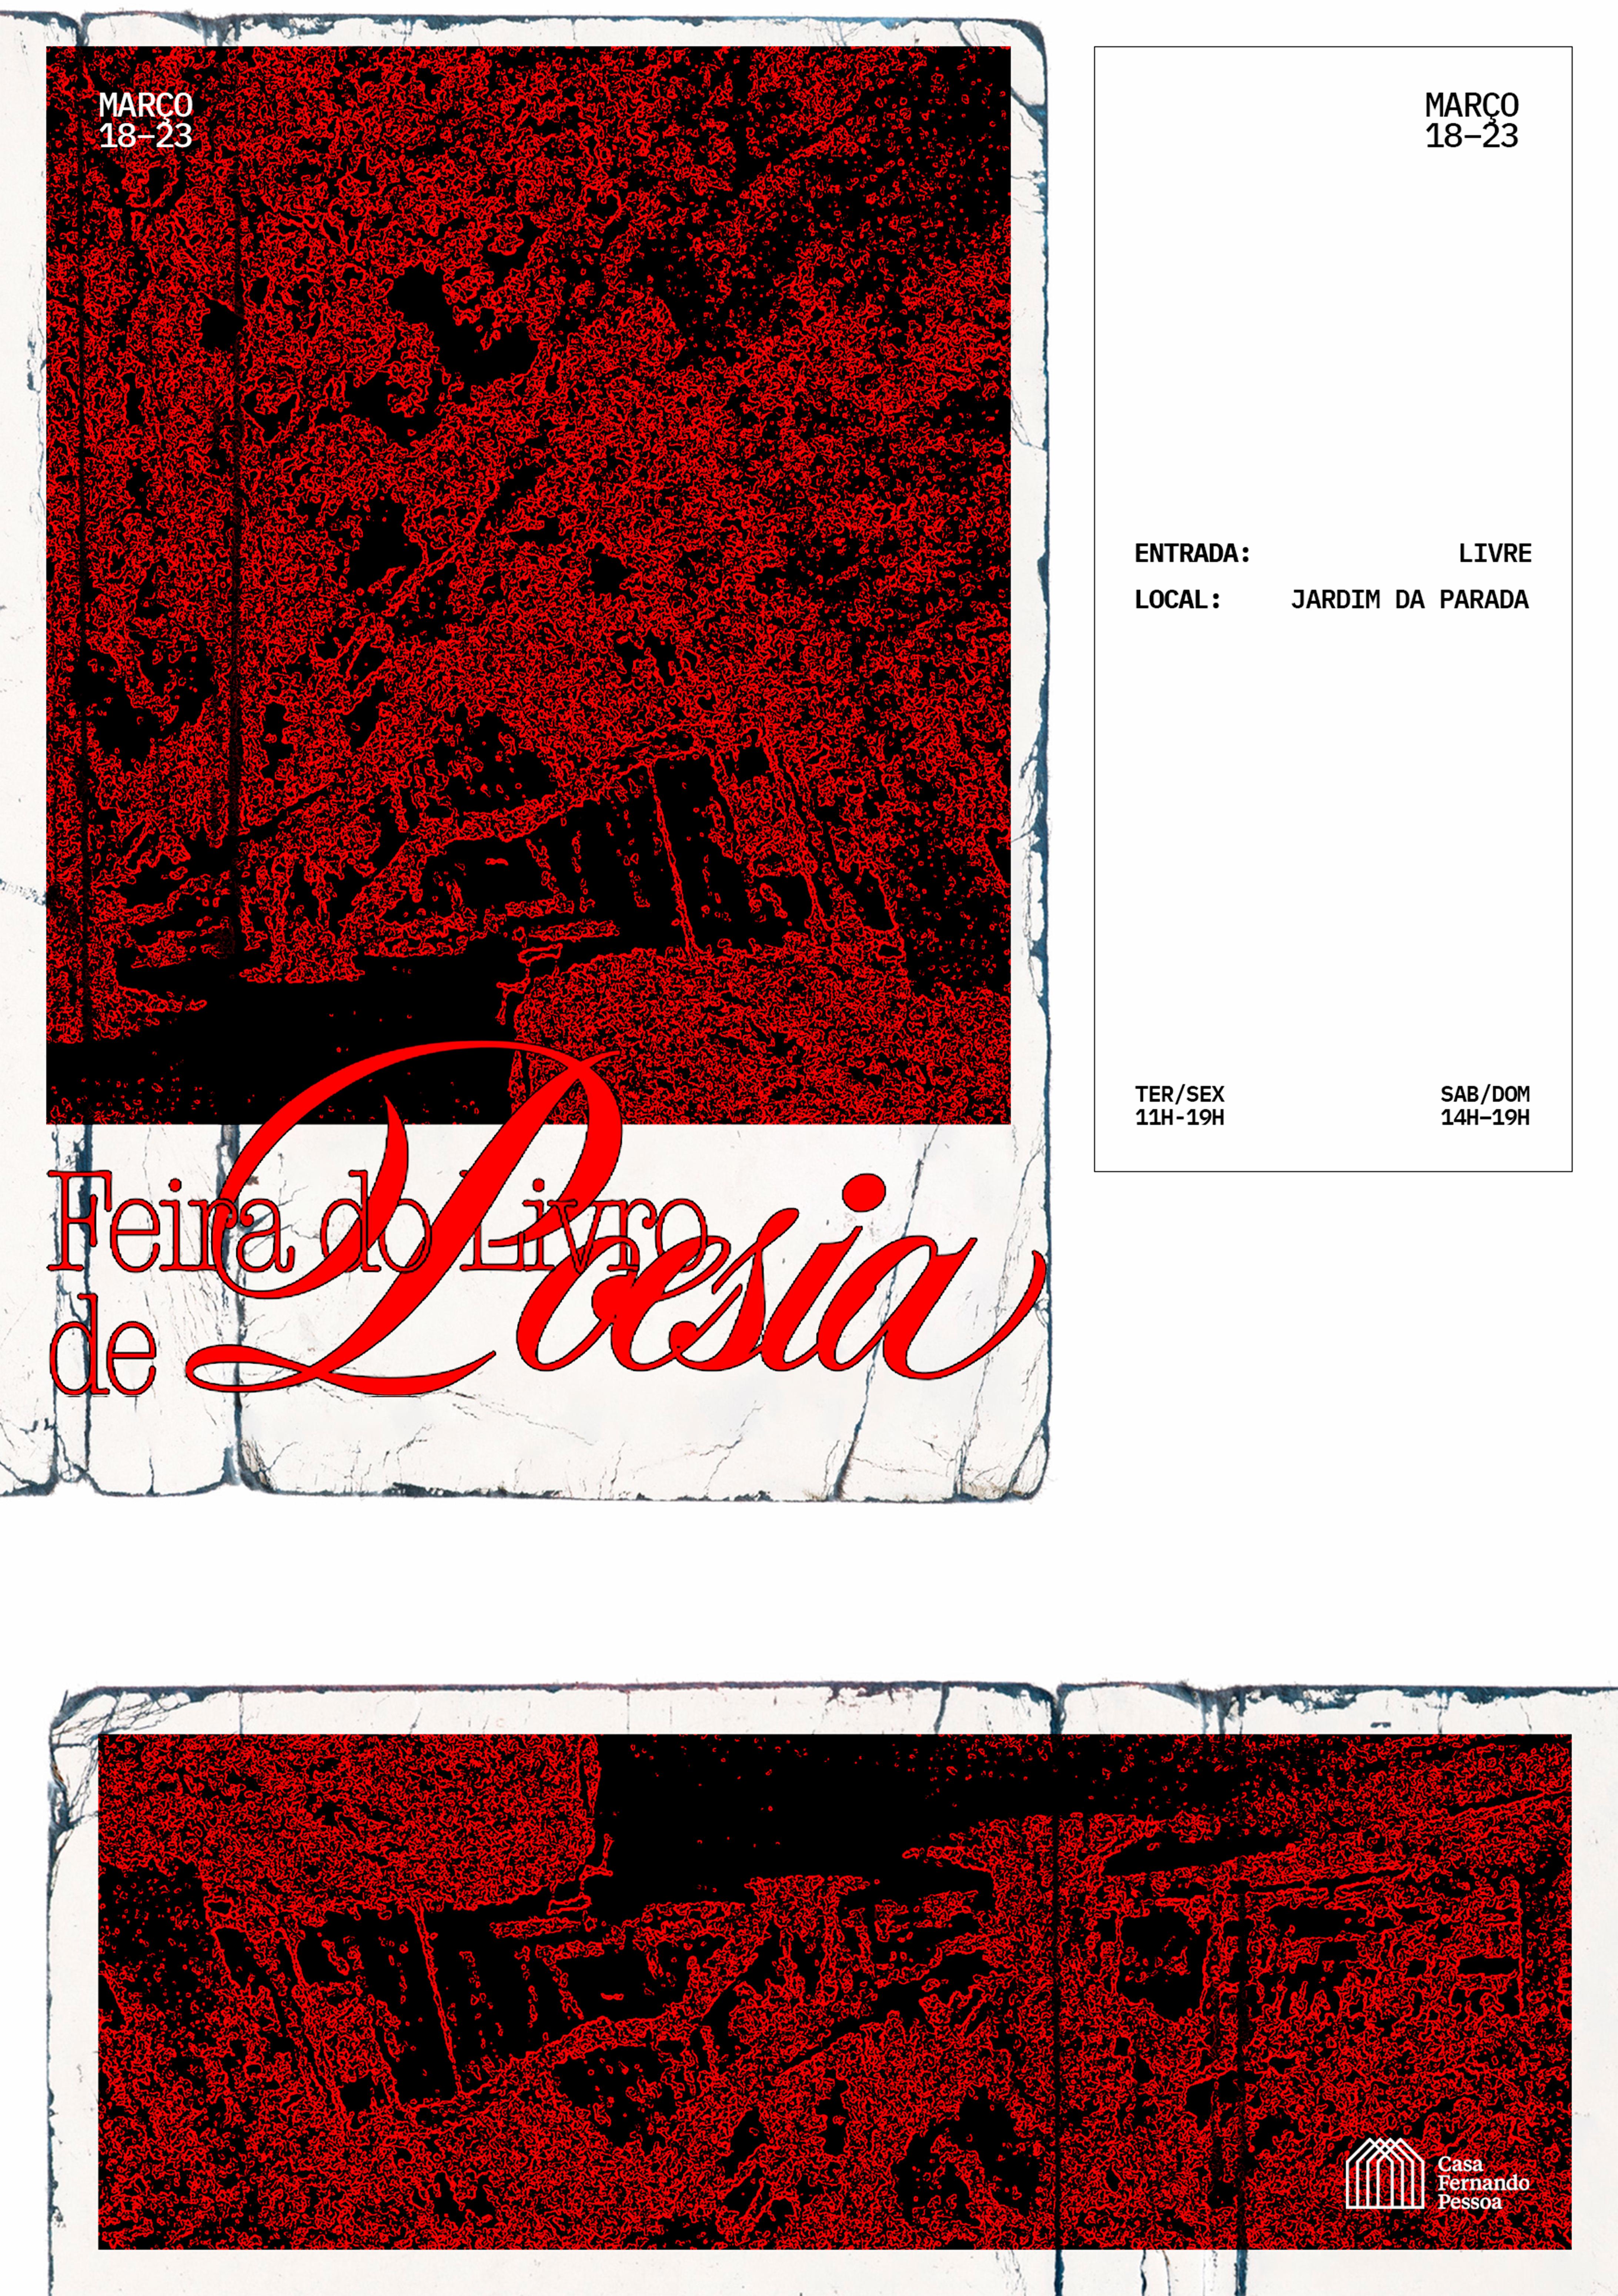 MARÇO
18–23
Feira do Livro
de Poesia
MARÇO
18–23
ENTRADA: LIVRE
LOCAL: JARDIM DA PARADA
TER/SEX
11H-19H
SAB/DOM
14H–19H
Casa
Fernando
Pessoa